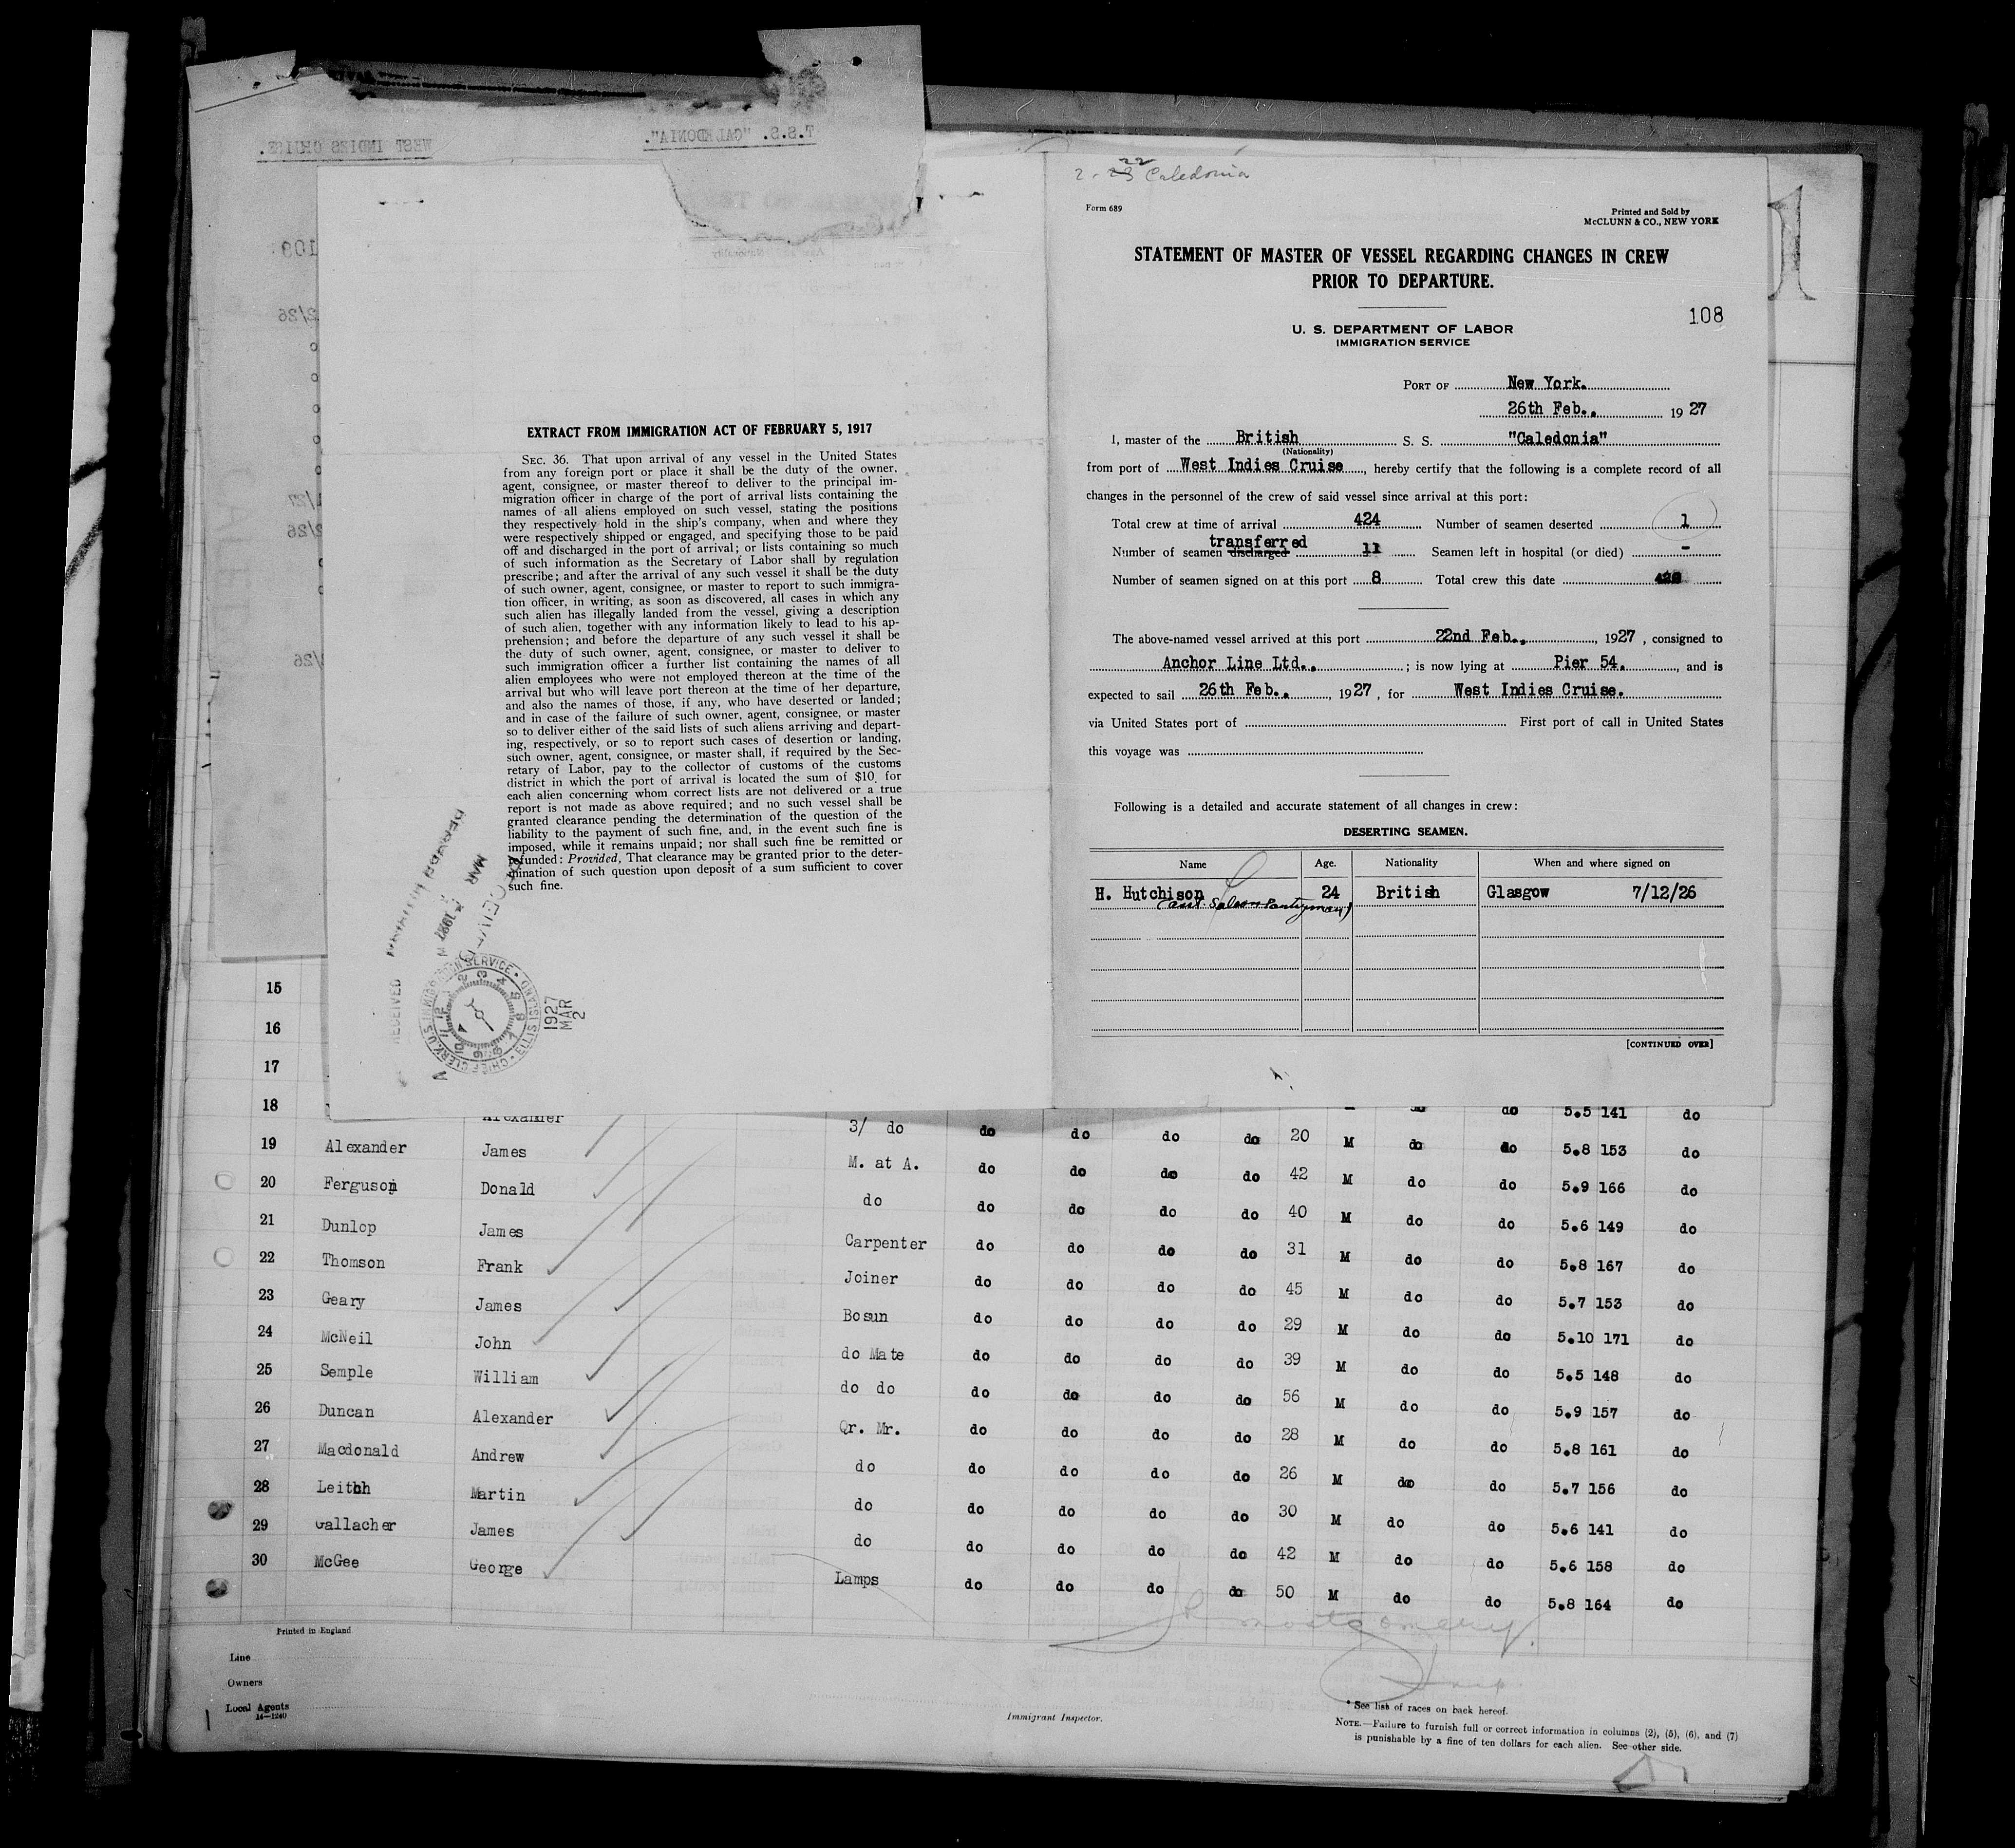 T.S.S. "CALEDONIA".
WEST INDIES CRUISE.
2 - 22 Caledonia
Form 689
Printed and Sold by
McCLUNN & CO., NEW YORK
STATEMENT OF MASTER OF VESSEL REGARDING CHANGES IN CREW
PRIOR TO DEPARTURE.
108
U. S. DEPARTMENT OF LABOR
IMMIGRATION SERVICE
PORT OF New York.
26th Feb., 1927
I, master of the British S. S. "Caledonia"
(Nationality)
from port of West Indies Cruise, hereby certify that the following is a complete record of all
changes in the personnel of the crew of said vessel since arrival at this port:
Total crew at time of arrival 424 Number of seamen deserted 1
transferred
Number of seamen discharged 11 Seamen left in hospital (or died) -
Number of seamen signed on at this port 8 Total crew this date
The above-named vessel arrived at this port 22nd Feb., 1927, consigned to
Anchor Line Ltd., ; is now lying at Pier 54. , and is
expected to sail 26th Feb., , 1927, for West Indies Cruise.
via United States port of First port of call in United States
this voyage was
Following is a detailed and accurate statement of all changes in crew:
DESERTING SEAMEN.
Name Age. Nationality When and where signed on
H. Hutchison 24 British Glasgow 7/12/26
(asst. Saloon Pantryman)
[CONTINUED OVER]
EXTRACT FROM IMMIGRATION ACT OF FEBRUARY 5, 1917
SEC. 36. That upon arrival of any vessel in the United States
from any foreign port or place it shall be the duty of the owner,
agent, consignee, or master thereof to deliver to the principal im-
migration officer in charge of the port of arrival lists containing the
names of all aliens employed on such vessel, stating the positions
they respectively hold in the ship's company, when and where they
were respectively shipped or engaged, and specifying those to be paid
off and discharged in the port of arrival; or lists containing so much
of such information as the Secretary of Labor shall by regulation
prescribe; and after the arrival of any such vessel it shall be the duty
of such owner, agent, consignee, or master to report to such immigra-
tion officer, in writing, as soon as discovered, all cases in which any
such alien has illegally landed from the vessel, giving a description
of such alien, together with any information likely to lead to his ap-
prehension; and before the departure of any such vessel it shall be
the duty of such owner, agent, consignee, or master to deliver to
such immigration officer a further list containing the names of all
alien employees who were not employed thereon at the time of the
arrival but who will leave port thereon at the time of her departure,
and also the names of those, if any, who have deserted or landed;
and in case of the failure of such owner, agent, consignee, or master
so to deliver either of the said lists of such aliens arriving and depart-
ing, respectively, or so to report such cases of desertion or landing,
such owner, agent, consignee, or master shall, if required by the Sec-
retary of Labor, pay to the collector of customs of the customs
district in which the port of arrival is located the sum of $10 for
each alien concerning whom correct lists are not delivered or a true
report is not made as above required; and no such vessel shall be
granted clearance pending the determination of the question of the
liability to the payment of such fine, and, in the event such fine is
imposed, while it remains unpaid; nor shall such fine be remitted or
refunded: Provided, That clearance may be granted prior to the deter-
mination of such question upon deposit of a sum sufficient to cover
such fine.
RECEIVED
CHIEF CLERK. U.S. IMMIGRATION SERVICE · ELLIS ISLAND
1927
MAR
2
15
16
17
18 Alexander 3/ do do do do do 20 M do do 5.5 141 do
19 Alexander James M. at A. do do do do 42 M do do 5.8 153 do
20 Ferguson Donald do do do do do 40 M do do 5.9 166 do
21 Dunlop James Carpenter do do do do 31 M do do 5.6 149 do
22 Thomson Frank Joiner do do do do 45 M do do 5.8 167 do
23 Geary James Bosun do do do do 29 M do do 5.7 153 do
24 McNeil John do Mate do do do do 39 M do do 5.10 171 do
25 Semple William do do do do do do 56 M do do 5.5 148 do
26 Duncan Alexander Qr. Mr. do do do do 28 M do do 5.9 157 do
27 Macdonald Andrew do do do do do 26 M do do 5.8 161 do
28 Leithh Martin do do do do do 30 M do do 5.7 156 do
29 Gallacher James do do do do do 42 M do do 5.6 141 do
30 McGee George Lamps do do do do 50 M do do 5.6 158 do
5.8 164 do
Montgomery
Printed in England
Line
Owners
Local Agents
14—1240
Immigrant Inspector.
* See list of races on back hereof.
NOTE.—Failure to furnish full or correct information in columns (2), (5), (6), and (7)
is punishable by a fine of ten dollars for each alien. See other side.